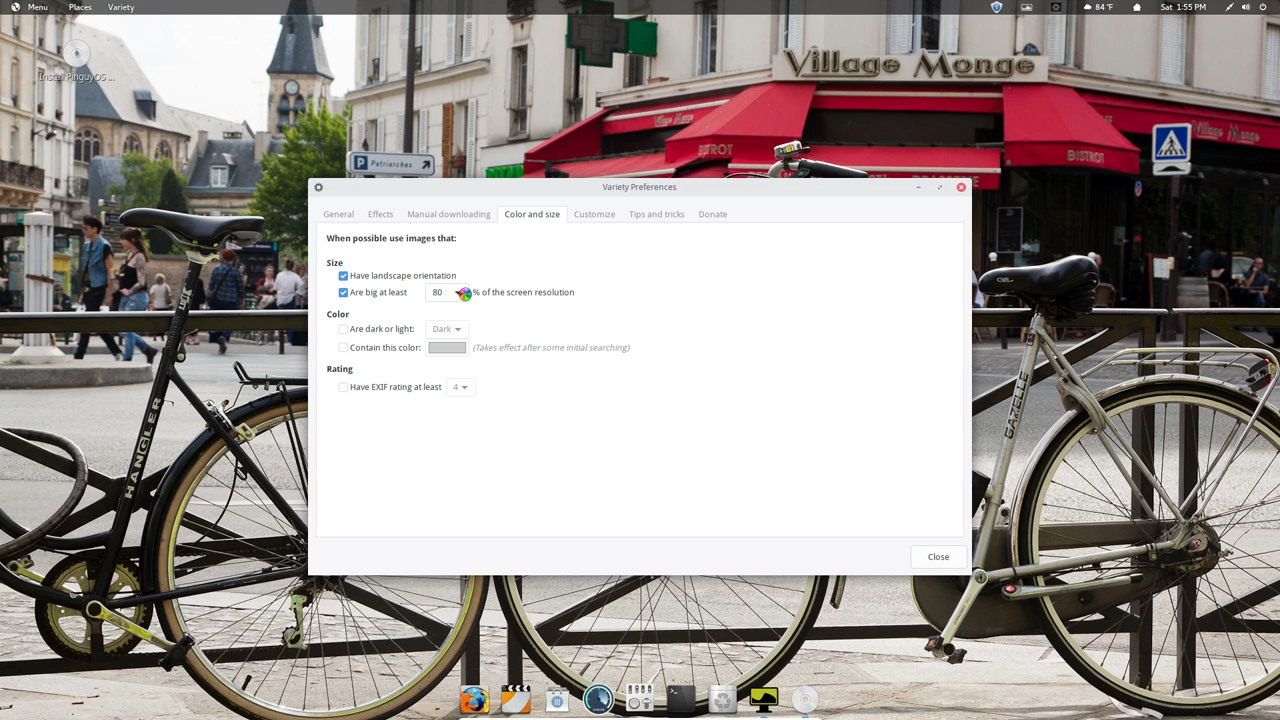 Menu Places Variety 84 °F Sat 1:55 PM
Install PinguyOS ...
Village Monge
Village Monge
Village Monge
BISTROT
BISTROT
P Patriarches
Variety Preferences
General Effects Manual downloading Color and size Customize Tips and tricks Donate
When possible use images that:
Size
Have landscape orientation
Are big at least 80 % of the screen resolution
Color
Are dark or light: Dark
Contain this color: (Takes effect after some initial searching)
Rating
Have EXIF rating at least 4
Close
HANGLER
GAZELLE